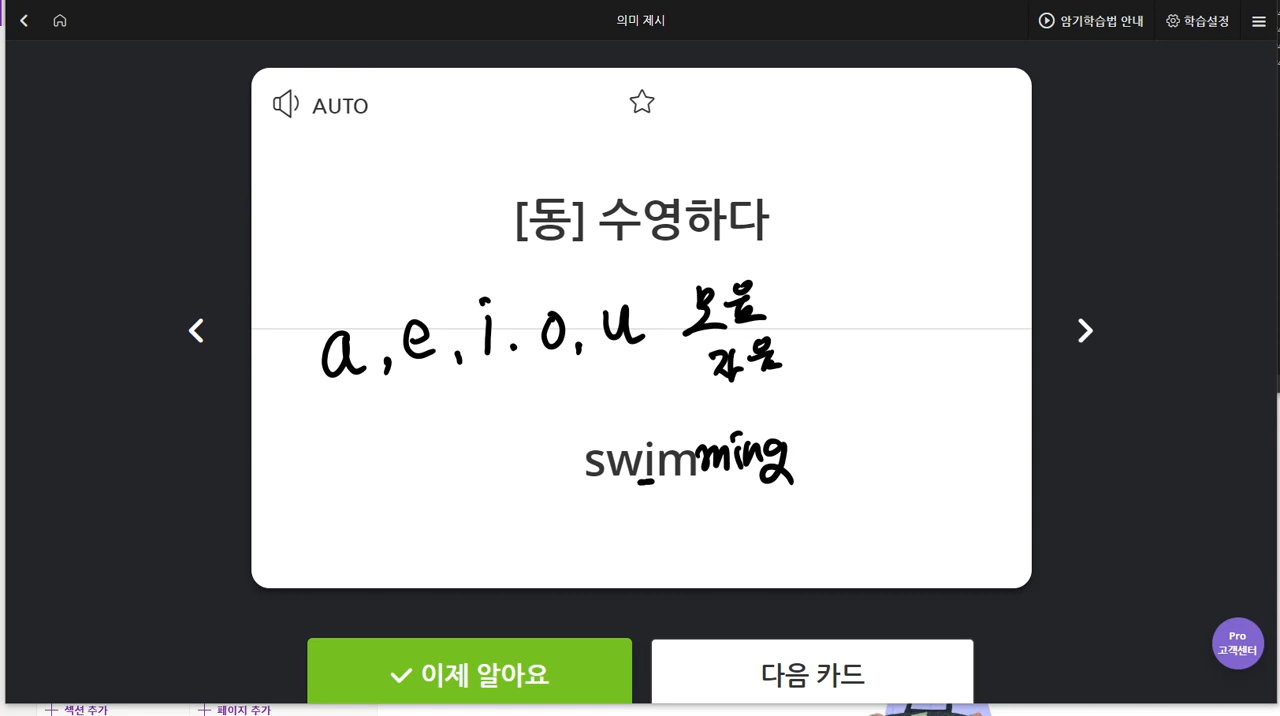 의미 제시
암기학습법 안내
학습설정
AUTO
[동] 수영하다
a, e, i. o, u 모음
자음
swimming
이제 알아요
다음 카드
Pro
고객센터
섹션 추가
페이지 추가